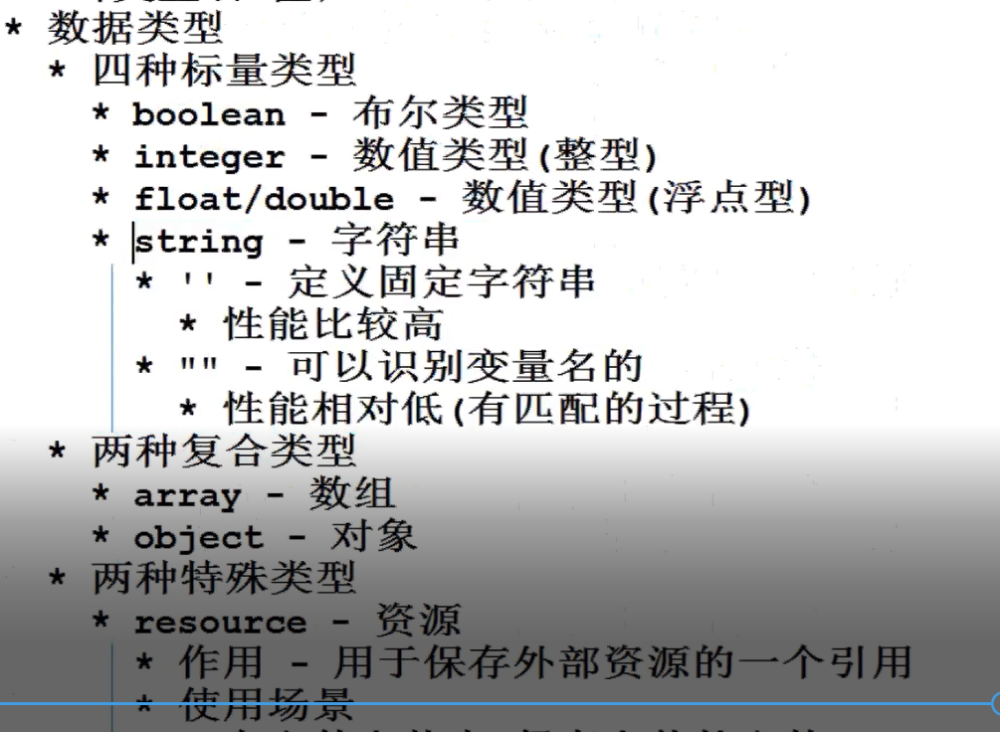 * 数据类型
* 四种标量类型
* boolean - 布尔类型
* integer - 数值类型(整型)
* float/double - 数值类型(浮点型)
* string - 字符串
* '' - 定义固定字符串
* 性能比较高
* "" - 可以识别变量名的
* 性能相对低(有匹配的过程)
* 两种复合类型
* array - 数组
* object - 对象
* 两种特殊类型
* resource - 资源
* 作用 - 用于保存外部资源的一个引用
* 使用场景